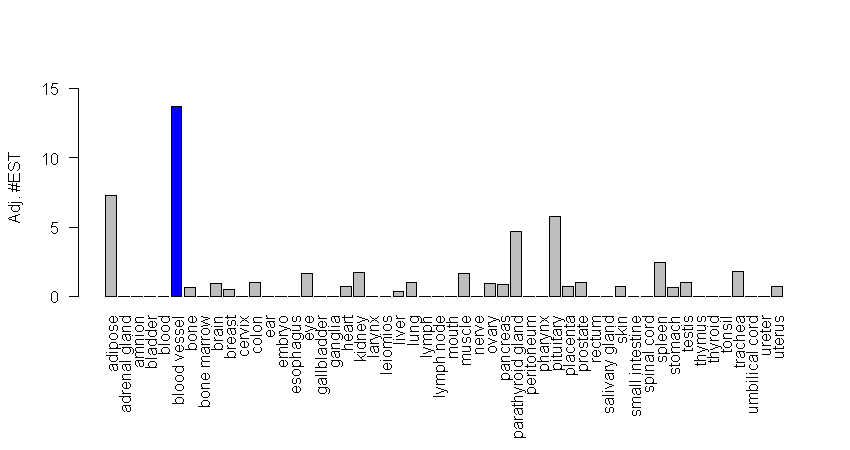 15
10
5
0
Adj. #EST
adipose
adrenal gland
amnion
bladder
blood
blood vessel
bone
bone marrow
brain
breast
cervix
colon
ear
embryo
esophagus
eye
gallbladder
ganglia
heart
kidney
larynx
leiomios
liver
lung
lymph
lymph node
mouth
muscle
nerve
ovary
pancreas
parathyroid gland
peritoneum
pharynx
pituitary
placenta
prostate
rectum
salivary gland
skin
small intestine
spinal cord
spleen
stomach
testis
thymus
thyroid
tonsil
trachea
umbilical cord
ureter
uterus